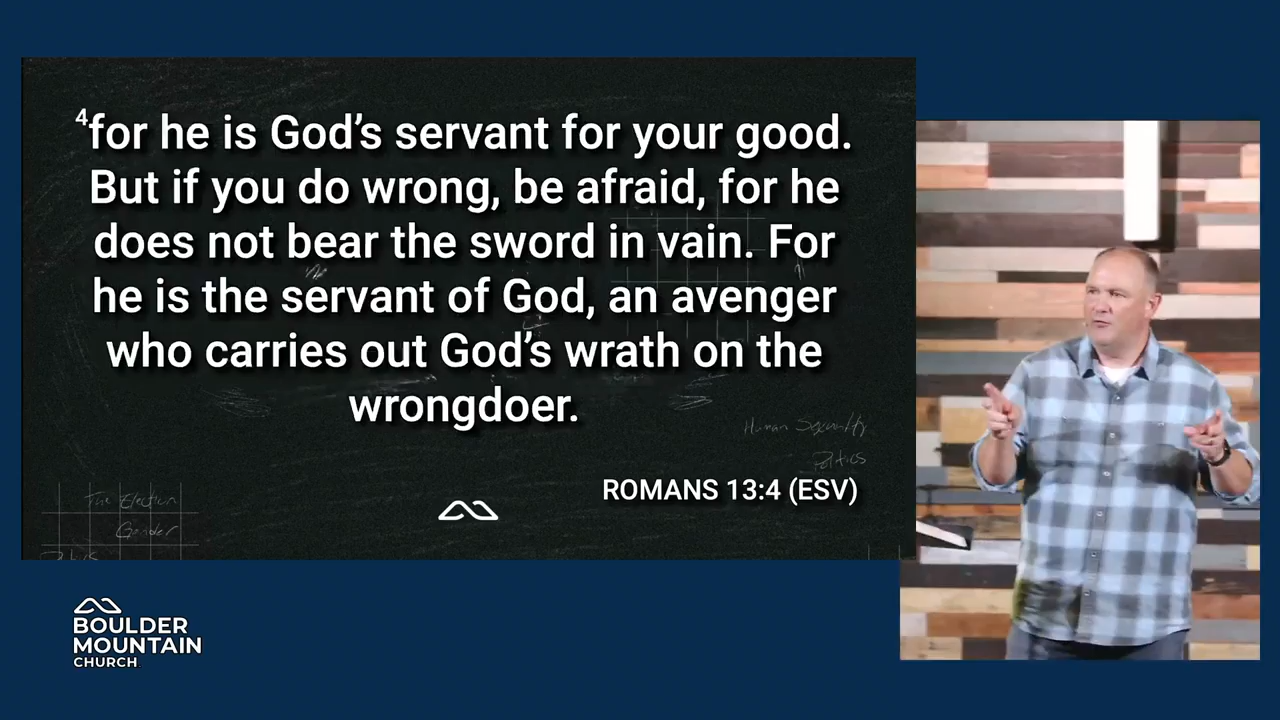 4for he is God’s servant for your good.
But if you do wrong, be afraid, for he
does not bear the sword in vain. For
he is the servant of God, an avenger
who carries out God’s wrath on the
wrongdoer.
Human Sexuality
Politics
ROMANS 13:4 (ESV)
The Election
Gender
BOULDER
MOUNTAIN
CHURCH